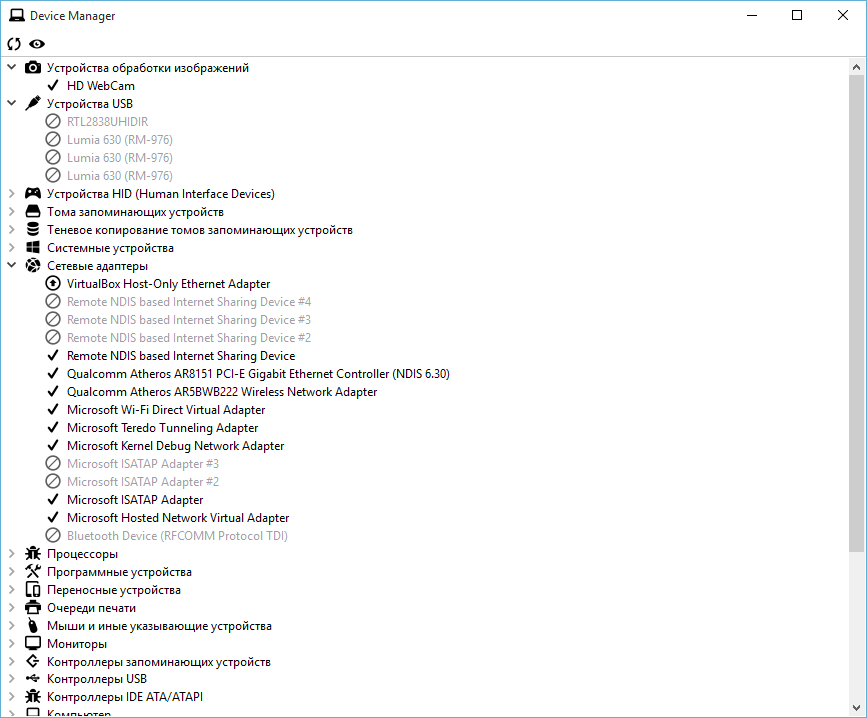 Device Manager
Устройства обработки изображений
HD WebCam
Устройства USB
RTL2838UHIDIR
Lumia 630 (RM-976)
Lumia 630 (RM-976)
Lumia 630 (RM-976)
Устройства HID (Human Interface Devices)
Тома запоминающих устройств
Теневое копирование томов запоминающих устройств
Системные устройства
Сетевые адаптеры
VirtualBox Host-Only Ethernet Adapter
Remote NDIS based Internet Sharing Device #4
Remote NDIS based Internet Sharing Device #3
Remote NDIS based Internet Sharing Device #2
Remote NDIS based Internet Sharing Device
Qualcomm Atheros AR8151 PCI-E Gigabit Ethernet Controller (NDIS 6.30)
Qualcomm Atheros AR5BWB222 Wireless Network Adapter
Microsoft Wi-Fi Direct Virtual Adapter
Microsoft Teredo Tunneling Adapter
Microsoft Kernel Debug Network Adapter
Microsoft ISATAP Adapter #3
Microsoft ISATAP Adapter #2
Microsoft ISATAP Adapter
Microsoft Hosted Network Virtual Adapter
Bluetooth Device (RFCOMM Protocol TDI)
Процессоры
Программные устройства
Переносные устройства
Очереди печати
Мыши и иные указывающие устройства
Мониторы
Контроллеры запоминающих устройств
Контроллеры USB
Контроллеры IDE ATA/ATAPI
Компьютер